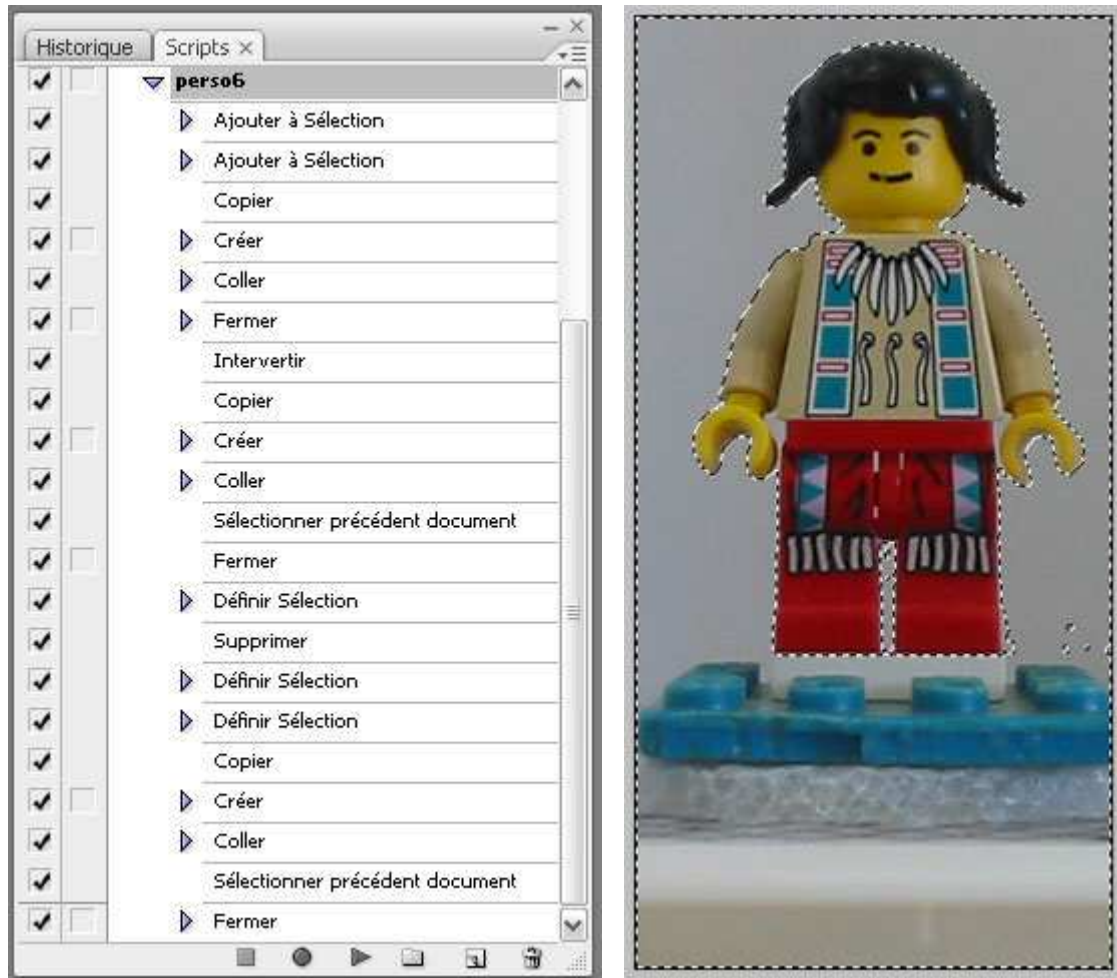 Historique Scripts ×
perso6
Ajouter à Sélection
Ajouter à Sélection
Copier
Créer
Coller
Fermer
Intervertir
Copier
Créer
Coller
Sélectionner précédent document
Fermer
Définir Sélection
Supprimer
Définir Sélection
Définir Sélection
Copier
Créer
Coller
Sélectionner précédent document
Fermer